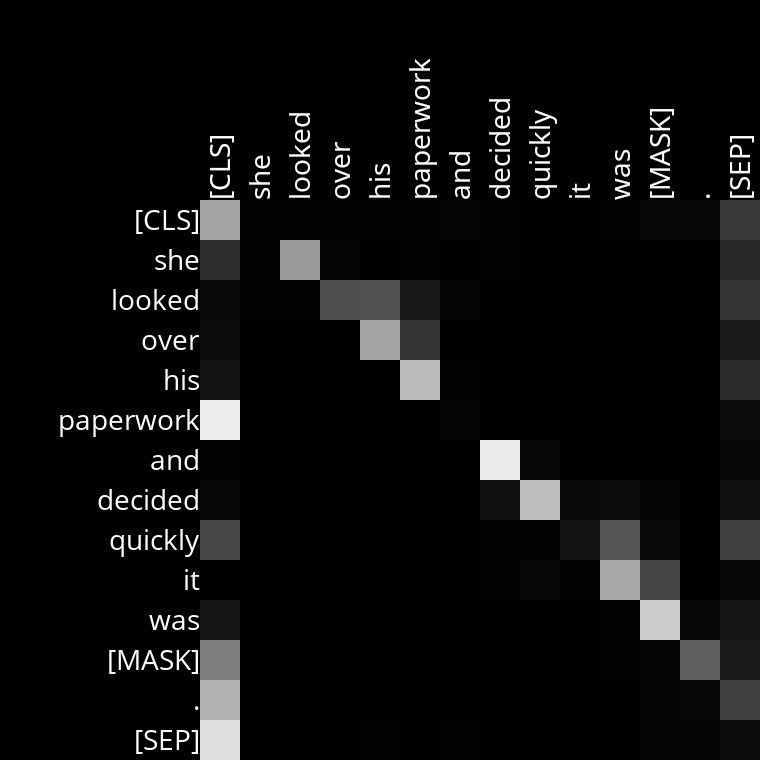 [CLS]
she
looked
over
his
paperwork
and
decided
quickly
it
was
[MASK]
.
[SEP]
[CLS]
she
looked
over
his
paperwork
and
decided
quickly
it
was
[MASK]
.
[SEP]